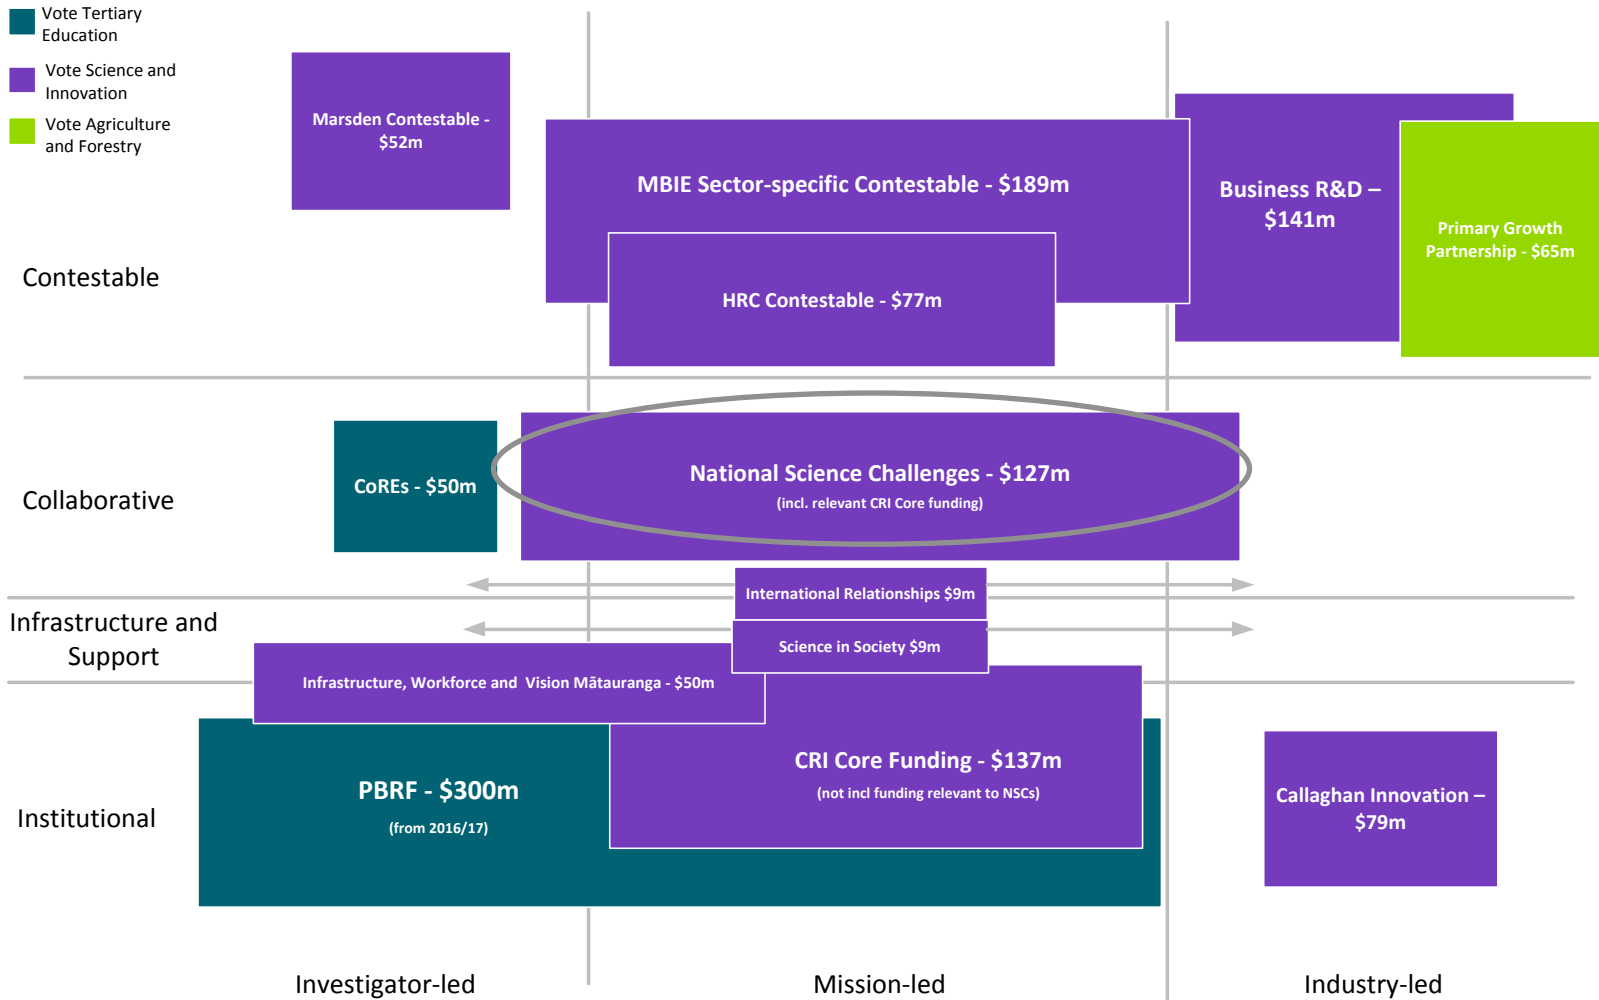 Vote Tertiary
Education
Vote Science and
Innovation
Vote Agriculture
and Forestry
Marsden Contestable -
$52m
MBIE Sector-specific Contestable - $189m
HRC Contestable - $77m
Business R&D –
$141m
Primary Growth
Partnership - $65m
Contestable
CoREs - $50m
National Science Challenges - $127m
(incl. relevant CRI Core funding)
Collaborative
International Relationships $9m
Infrastructure and
Support
Science in Society $9m
Infrastructure, Workforce and Vision Mātauranga - $50m
PBRF - $300m
(from 2016/17)
CRI Core Funding - $137m
(not incl funding relevant to NSCs)
Callaghan Innovation –
$79m
Institutional
Investigator-led
Mission-led
Industry-led